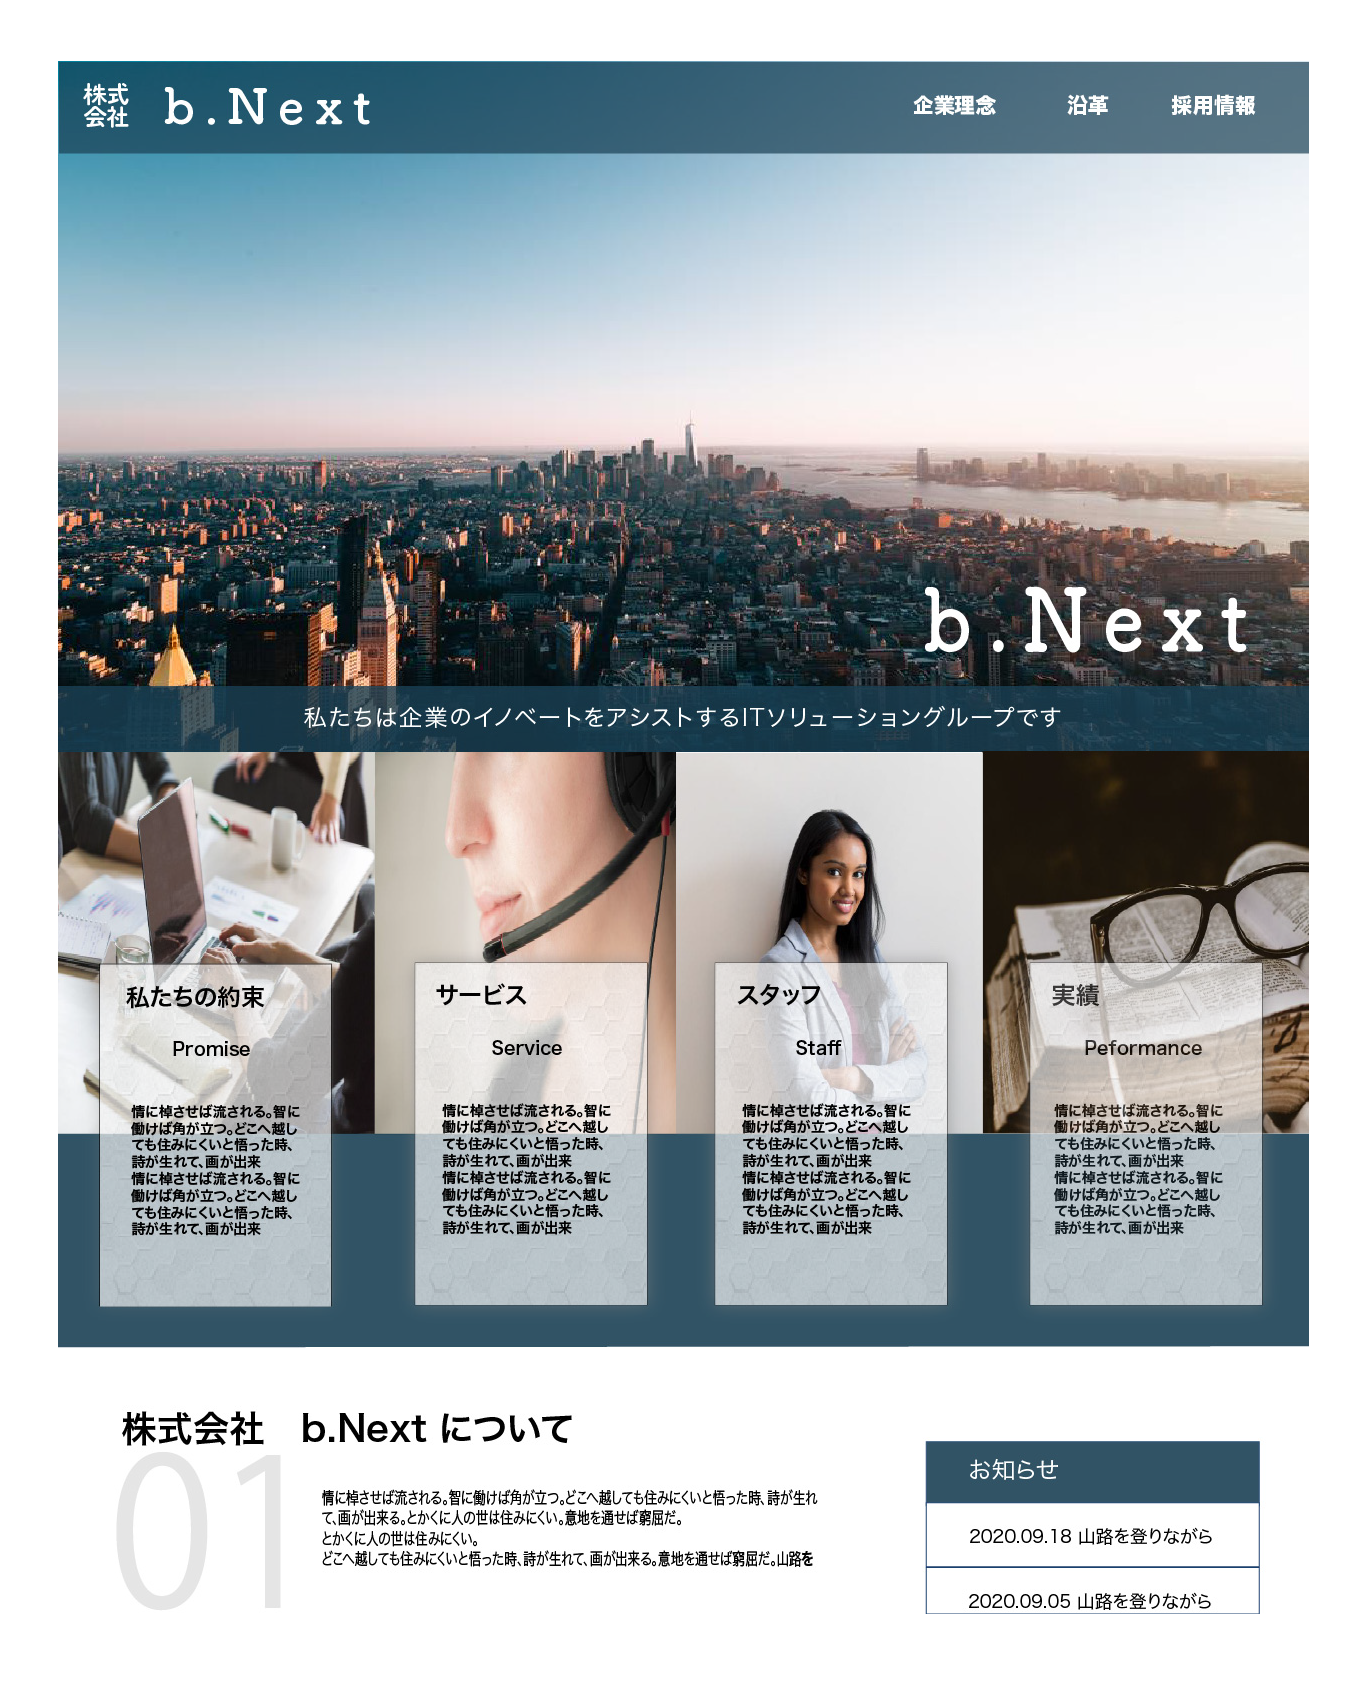 株式
会社
b.Next
企業理念 沿革 採用情報
b.Next
私たちは企業のイノベートをアシストするITソリューショングループです
私たちの約束
Promise
情に棹させば流される。智に
働けば角が立つ。どこへ越し
ても住みにくいと悟った時、
詩が生れて、画が出来
情に棹させば流される。智に
働けば角が立つ。どこへ越し
ても住みにくいと悟った時、
詩が生れて、画が出来
サービス
Service
情に棹させば流される。智に
働けば角が立つ。どこへ越し
ても住みにくいと悟った時、
詩が生れて、画が出来
情に棹させば流される。智に
働けば角が立つ。どこへ越し
ても住みにくいと悟った時、
詩が生れて、画が出来
スタッフ
Staff
情に棹させば流される。智に
働けば角が立つ。どこへ越し
ても住みにくいと悟った時、
詩が生れて、画が出来
情に棹させば流される。智に
働けば角が立つ。どこへ越し
ても住みにくいと悟った時、
詩が生れて、画が出来
実績
Peformance
情に棹させば流される。智に
働けば角が立つ。どこへ越し
ても住みにくいと悟った時、
詩が生れて、画が出来
情に棹させば流される。智に
働けば角が立つ。どこへ越し
ても住みにくいと悟った時、
詩が生れて、画が出来
株式会社　b.Next について
01
情に棹させば流される。智に働けば角が立つ。どこへ越しても住みにくいと悟った時、詩が生れ
て、画が出来る。とかくに人の世は住みにくい。意地を通せば窮屈だ。
とかくに人の世は住みにくい。
どこへ越しても住みにくいと悟った時、詩が生れて、画が出来る。意地を通せば窮屈だ。山路を
お知らせ
2020.09.18 山路を登りながら
2020.09.05 山路を登りながら